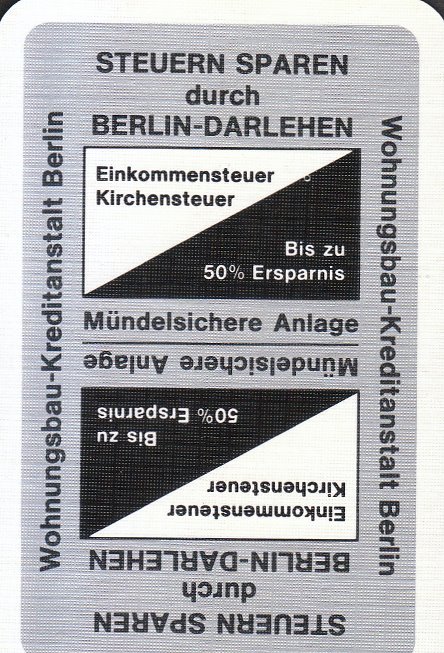 STEUERN SPAREN
durch
BERLIN-DARLEHEN
Einkommensteuer
Kirchensteuer
Bis zu
50% Ersparnis
Mündelsichere Anlage
Wohnungsbau-Kreditanstalt Berlin
Wohnungsbau-Kreditanstalt Berlin
STEUERN SPAREN
durch
BERLIN-DARLEHEN
Einkommensteuer
Kirchensteuer
Bis zu
50% Ersparnis
Mündelsichere Anlage